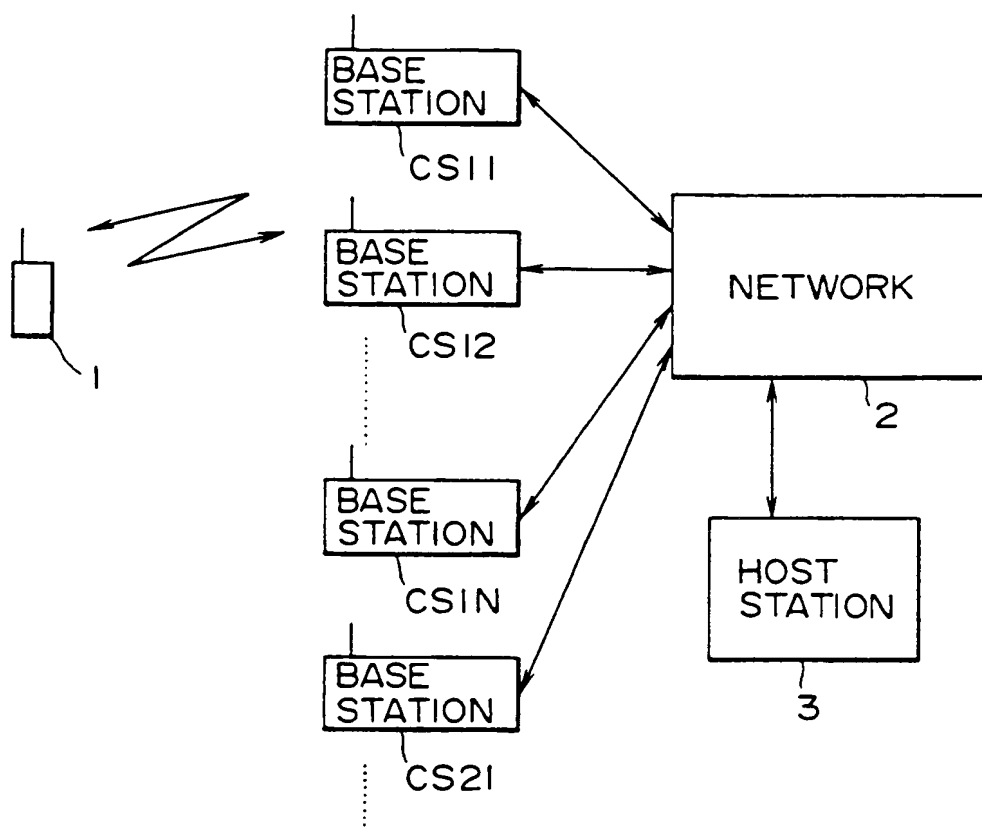 BASE
STATION
CS11
BASE
STATION
CS12
1
NETWORK
2
BASE
STATION
CS1N
HOST
STATION
3
BASE
STATION
CS21